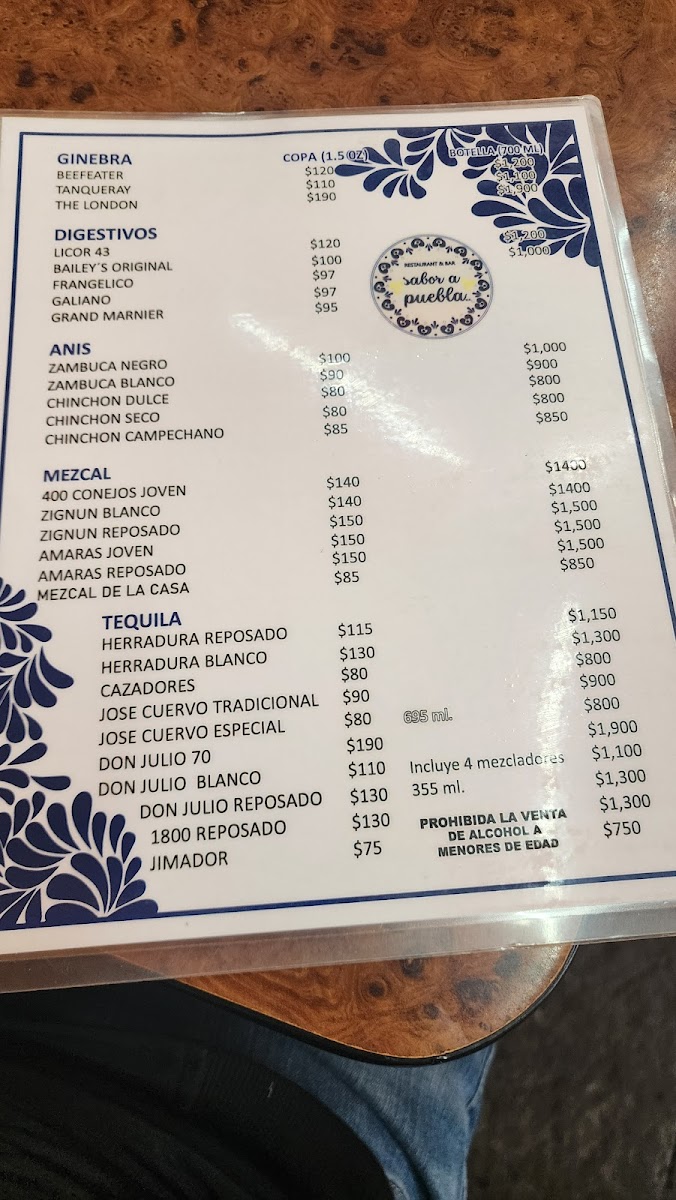 GINEBRA COPA (1.5 OZ) BOTELLA (700 ML)
BEEFEATER $120 $1,200
TANQUERAY $110 $1,100
THE LONDON $190 $1,900
DIGESTIVOS
LICOR 43 $120 $1,200
BAILEY´S ORIGINAL $100 $1,000
FRANGELICO $97
GALIANO $97
GRAND MARNIER $95
RESTAURANT & BAR
sabor a
puebla..
ANIS
ZAMBUCA NEGRO $100 $1,000
ZAMBUCA BLANCO $90 $900
CHINCHON DULCE $80 $800
CHINCHON SECO $80 $800
CHINCHON CAMPECHANO $85 $850
MEZCAL
400 CONEJOS JOVEN $140 $1400
ZIGNUN BLANCO $140 $1400
ZIGNUN REPOSADO $150 $1,500
AMARAS JOVEN $150 $1,500
AMARAS REPOSADO $150 $1,500
MEZCAL DE LA CASA $85 $850
TEQUILA
HERRADURA REPOSADO $115 $1,150
HERRADURA BLANCO $130 $1,300
CAZADORES $80 $800
JOSE CUERVO TRADICIONAL $90 $900
JOSE CUERVO ESPECIAL $80 695 ml. $800
DON JULIO 70 $190 $1,900
DON JULIO BLANCO $110 $1,100
DON JULIO REPOSADO $130 $1,300
1800 REPOSADO $130 $1,300
JIMADOR $75 $750
Incluye 4 mezcladores
355 ml.
PROHIBIDA LA VENTA
DE ALCOHOL A
MENORES DE EDAD